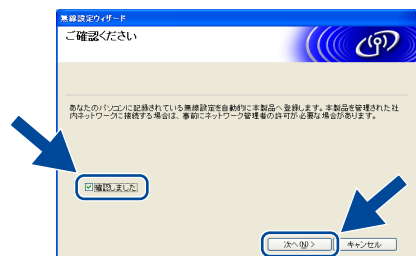 無線設定ウィザード
ご確認ください
あなたのパソコンに記録されている無線設定を自動的に本製品へ登録します。本製品を管理された社
内ネットワークに接続する場合は、事前にネットワーク管理者の許可が必要な場合があります。
確認しました
次へ(N) >
キャンセル